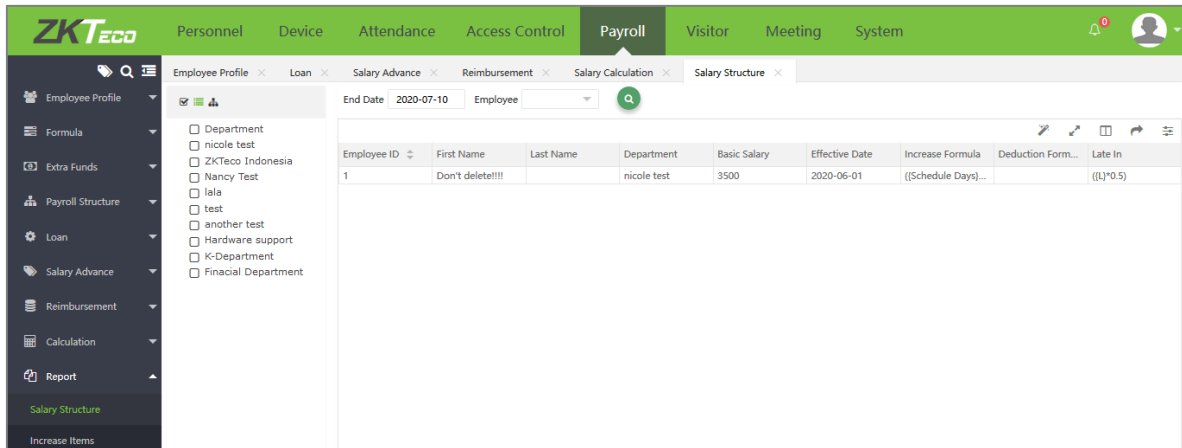 ZKTeco Personnel Device Attendance Access Control Payroll Visitor Meeting System 0
Employee Profile Loan Salary Advance Reimbursement Salary Calculation Salary Structure
Employee Profile
Formula
Extra Funds
Payroll Structure
Loan
Salary Advance
Reimbursement
Calculation
Report
Salary Structure
Increase Items
Department
nicole test
ZKTeco Indonesia
Nancy Test
lala
test
another test
Hardware support
K-Department
Finacial Department
End Date 2020-07-10 Employee
Employee ID First Name Last Name Department Basic Salary Effective Date Increase Formula Deduction Form... Late In
1 Don't delete!!!! nicole test 3500 2020-06-01 ({Schedule Days}... ({L}*0.5)